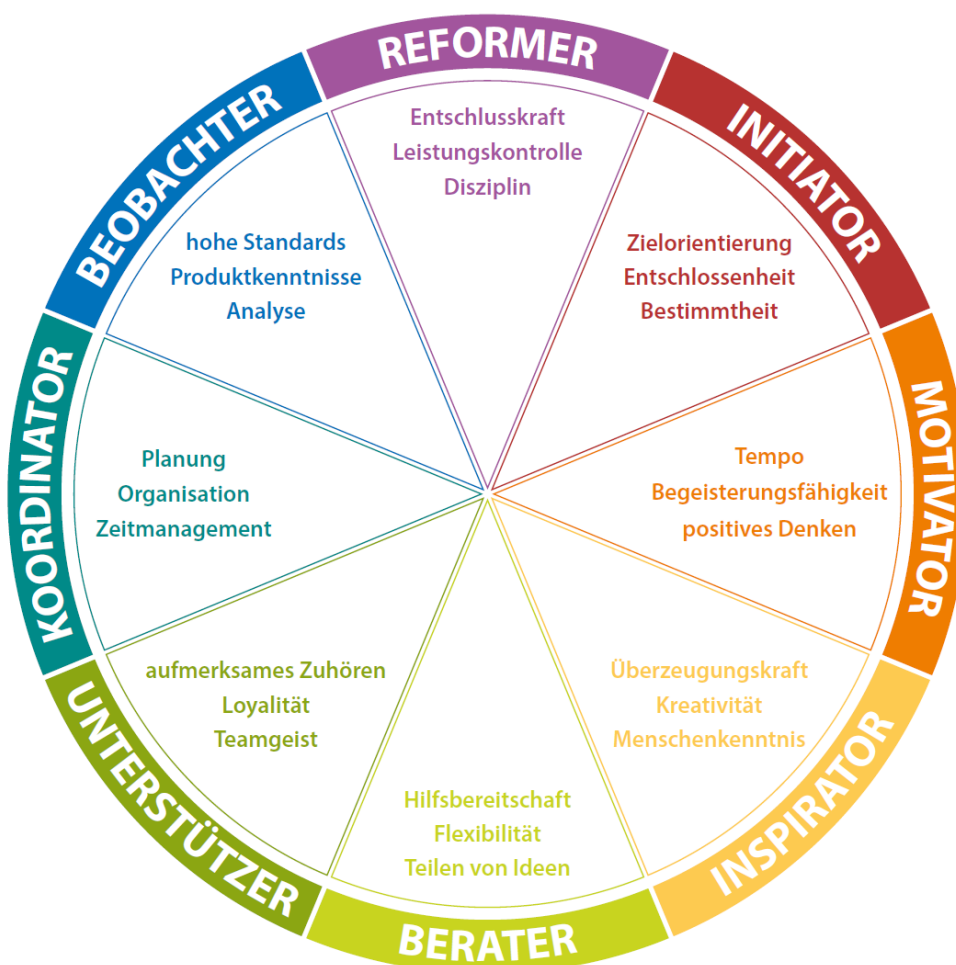 REFORMER
Entschlusskraft
Leistungskontrolle
Disziplin
INITIATOR
Zielorientierung
Entschlossenheit
Bestimmtheit
MOTIVATOR
Tempo
Begeisterungsfähigkeit
positives Denken
INSPIRATOR
Überzeugungskraft
Kreativität
Menschenkenntnis
BERATER
Hilfsbereitschaft
Flexibilität
Teilen von Ideen
UNTERSTÜTZER
aufmerksames Zuhören
Loyalität
Teamgeist
KOORDINATOR
Planung
Organisation
Zeitmanagement
BEOBACHTER
hohe Standards
Produktkenntnisse
Analyse